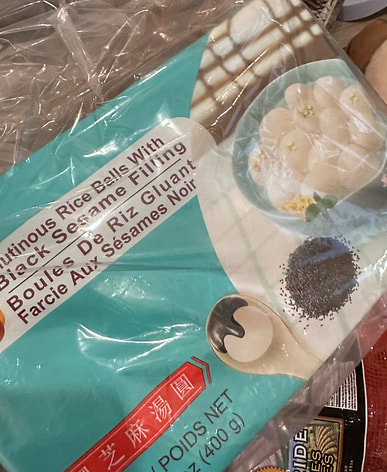 Glutinous Rice Balls With
Black Sesame Filling
Boules De Riz Gluant
Farcie Aux Sésames Noir
芝麻湯圓
/ POIDS NET
(400 g)